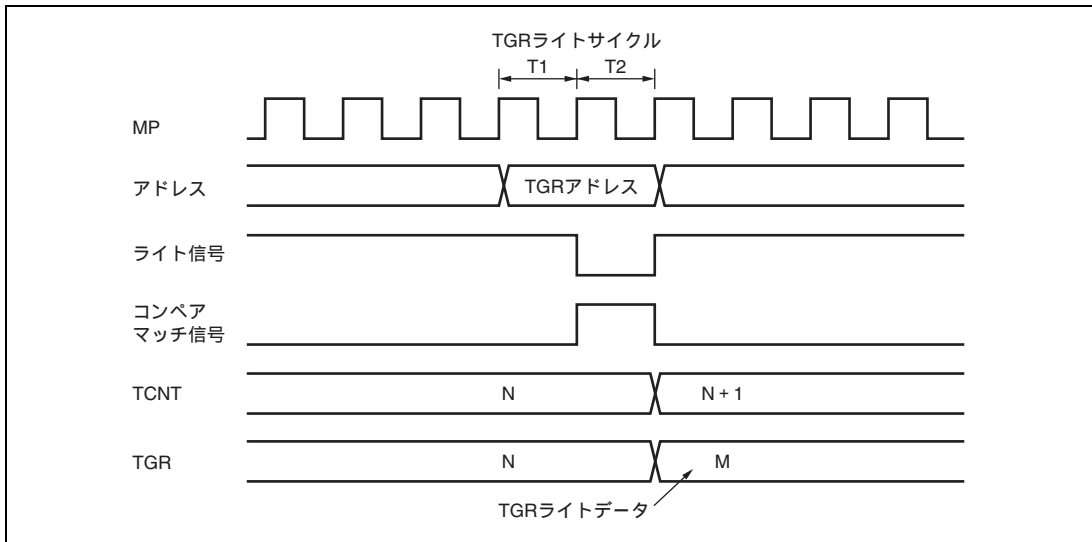 TGRライトサイクル
T1 T2
MP
アドレス TGRアドレス
ライト信号
コンペア
マッチ信号
TCNT N N + 1
TGR N M
TGRライトデータ